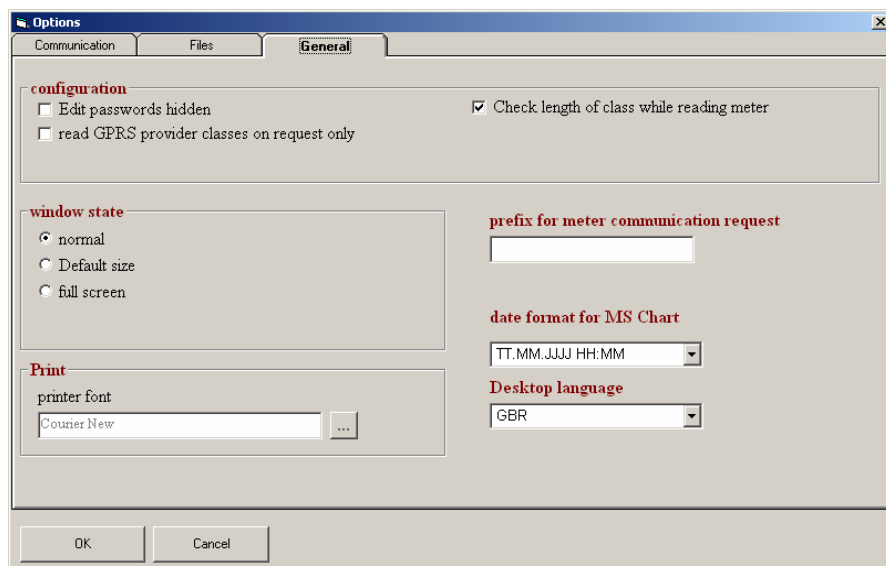 Options
Communication Files General
configuration
Edit passwords hidden
Check length of class while reading meter
read GPRS provider classes on request only
window state
normal
Default size
full screen
prefix for meter communication request
date format for MS Chart
TT.MM.JJJJ HH:MM
Print
printer font
Courier New
...
Desktop language
GBR
OK Cancel